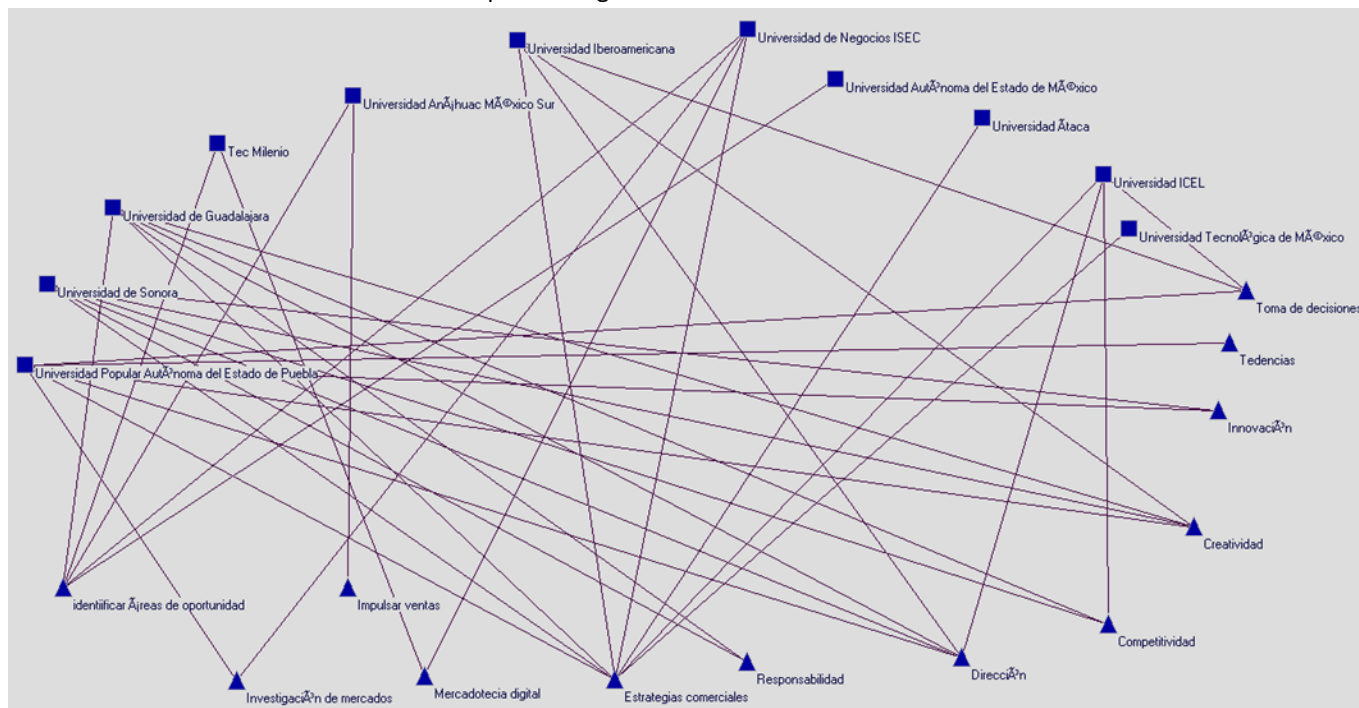 Universidad Iberoamericana
Universidad de Negocios ISEC
Universidad AutÃ³noma del Estado de MÃ©xico
Universidad AnÃ¡huac MÃ©xico Sur
Universidad Ãtaca
Tec Milenio
Universidad ICEL
Universidad de Guadalajara
Universidad TecnolÃ³gica de MÃ©xico
Universidad de Sonora
Toma de decisiones
Tedencias
Universidad Popular AutÃ³noma del Estado de Puebla
InnovaciÃ³n
Creatividad
identiificar Ã¡reas de oportunidad
Impulsar ventas
Competitividad
DirecciÃ³n
Responsabilidad
Mercadotecia digital
Estrategias comerciales
InvestigaciÃ³n de mercados